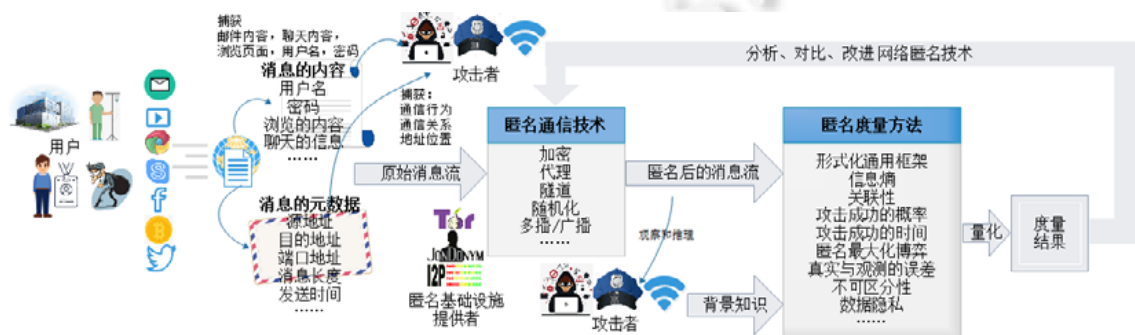 捕获
邮件内容，聊天内容，
浏览页面，用户名，密码
消息的内容
用户名
密码
浏览的内容
聊天的信息
……
用户
消息的元数据
源地址
目的地址
端口地址
消息长度
发送时间
……
攻击者
捕获：
通信行为
通信关系
地址位置
原始消息流
匿名通信技术
加密
代理
隧道
随机化
多播/广播
……
Tor
JONDONYM
I2P
匿名基础设施
提供者
匿名后的消息流
观察和推理
攻击者
背景知识
分析、对比、改进网络匿名技术
匿名度量方法
形式化通用框架
信息熵
关联性
攻击成功的概率
攻击成功的时间
匿名最大化博弈
真实与观测的误差
不可区分性
数据隐私
……
量化
度量
结果